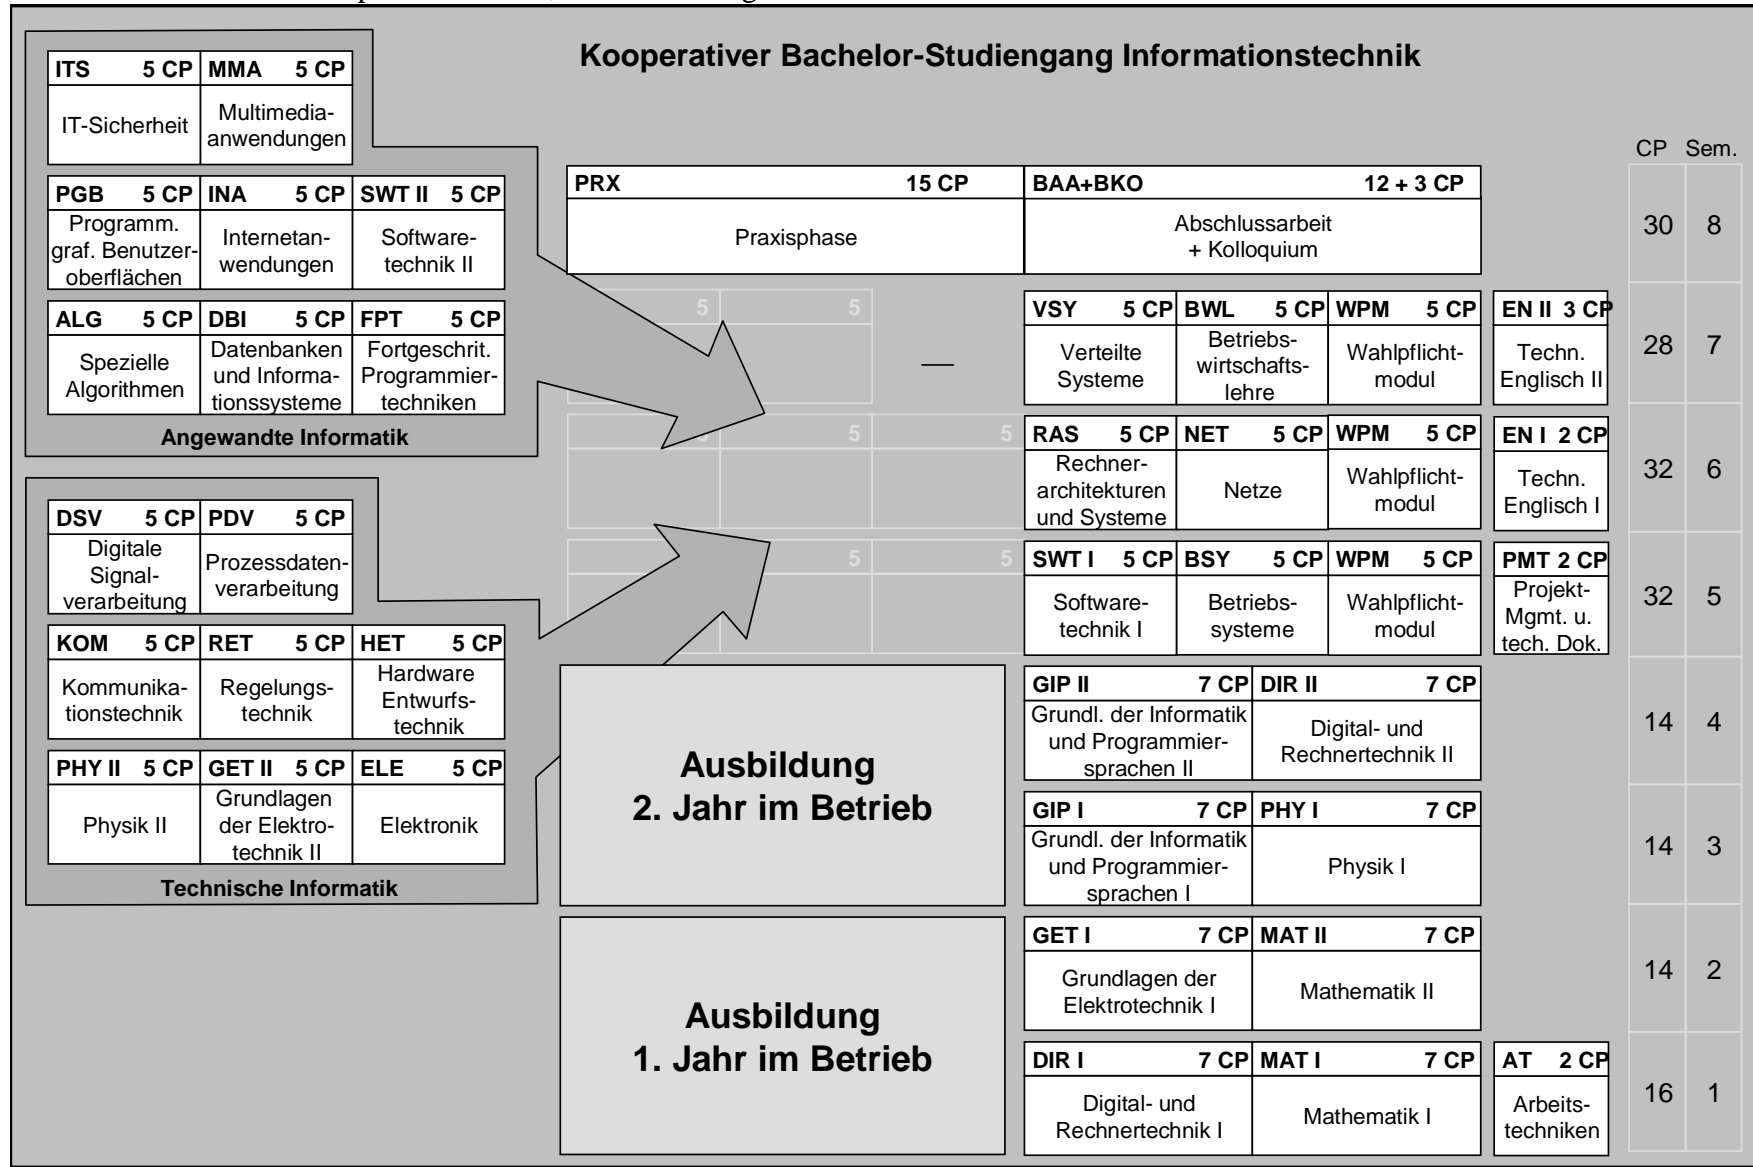 Kooperativer Bachelor-Studiengang Informationstechnik
ITS 5 CP MMA 5 CP
IT-Sicherheit
Multimedia-
anwendungen
PGB 5 CP INA 5 CP SWT II 5 CP
Programm.
graf. Benutzer-
oberflächen
Internetan-
wendungen
Software-
technik II
ALG 5 CP DBI 5 CP FPT 5 CP
Spezielle
Algorithmen
Datenbanken
und Informa-
tionssysteme
Fortgeschrit.
Programmier-
techniken
Angewandte Informatik
DSV 5 CP PDV 5 CP
Digitale
Signal-
verarbeitung
Prozessdaten-
verarbeitung
KOM 5 CP RET 5 CP HET 5 CP
Kommunika-
tionstechnik
Regelungs-
technik
Hardware
Entwurfs-
technik
PHY II 5 CP GET II 5 CP ELE 5 CP
Physik II
Grundlagen
der Elektro-
technik II
Elektronik
Technische Informatik
CP Sem.
PRX 15 CP BAA+BKO 12 + 3 CP
Praxisphase
Abschlussarbeit
+ Kolloquium
30 8
5 5
—
VSY 5 CP BWL 5 CP WPM 5 CP EN II 3 CP
Verteilte
Systeme
Betriebs-
wirtschafts-
lehre
Wahlpflicht-
modul
Techn.
Englisch II
28 7
5 5 5
RAS 5 CP NET 5 CP WPM 5 CP EN I 2 CP
Rechner-
architekturen
und Systeme
Netze
Wahlpflicht-
modul
Techn.
Englisch I
32 6
5 5
SWT I 5 CP BSY 5 CP WPM 5 CP PMT 2 CP
Software-
technik I
Betriebs-
systeme
Wahlpflicht-
modul
Projekt-
Mgmt. u.
tech. Dok.
32 5
Ausbildung
2. Jahr im Betrieb
GIP II 7 CP DIR II 7 CP
Grundl. der Informatik
und Programmier-
sprachen II
Digital- und
Rechnertechnik II
14 4
GIP I 7 CP PHY I 7 CP
Grundl. der Informatik
und Programmier-
sprachen I
Physik I
14 3
Ausbildung
1. Jahr im Betrieb
GET I 7 CP MAT II 7 CP
Grundlagen der
Elektrotechnik I
Mathematik II
14 2
DIR I 7 CP MAT I 7 CP AT 2 CP
Digital- und
Rechnertechnik I
Mathematik I
Arbeits-
techniken
16 1